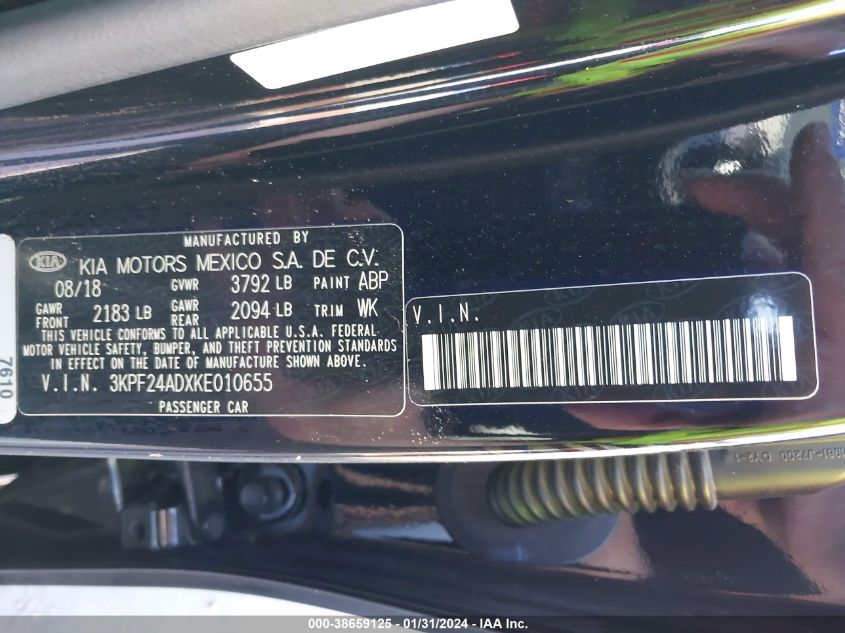 MANUFACTURED BY
KIA KIA MOTORS MEXICO S.A. DE C.V.
08/18 GVWR 3792 LB PAINT ABP
GAWR FRONT 2183 LB GAWR REAR 2094 LB TRIM WK
THIS VEHICLE CONFORMS TO ALL APPLICABLE U.S.A. FEDERAL
MOTOR VEHICLE SAFETY, BUMPER, AND THEFT PREVENTION STANDARDS
IN EFFECT ON THE DATE OF MANUFACTURE SHOWN ABOVE.
V.I.N. 3KPF24ADXKE010655
PASSENGER CAR
V.I.N.
7610
J7200 DY2-1
000-38659125 - 01/31/2024 - IAA Inc.